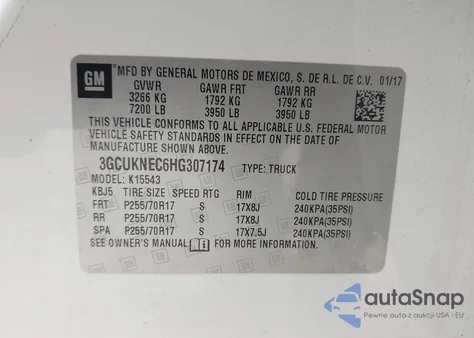 GM MFD BY GENERAL MOTORS DE MEXICO, S. DE R.L. DE C.V. 01/17
GVWR GAWR FRT GAWR RR
3266 KG 1792 KG 1792 KG
7200 LB 3950 LB 3950 LB
THIS VEHICLE CONFORMS TO ALL APPLICABLE U.S. FEDERAL MOTOR
VEHICLE SAFETY STANDARDS IN EFFECT ON THE DATE OF
MANUFACTURE SHOWN ABOVE.
3GCUKNEC6HG307174 TYPE: TRUCK
MODEL: K15543
KBJ5 TIRE SIZE SPEED RTG RIM COLD TIRE PRESSURE
FRT P255/70R17 S 17X8J 240KPA(35PSI)
RR P255/70R17 S 17X8J 240KPA(35PSI)
SPA P255/70R17 S 17X7.5J 240KPA(35PSI)
SEE OWNER'S MANUAL FOR MORE INFORMATION.
autoSnap
Pewne auta z aukcji USA i EU